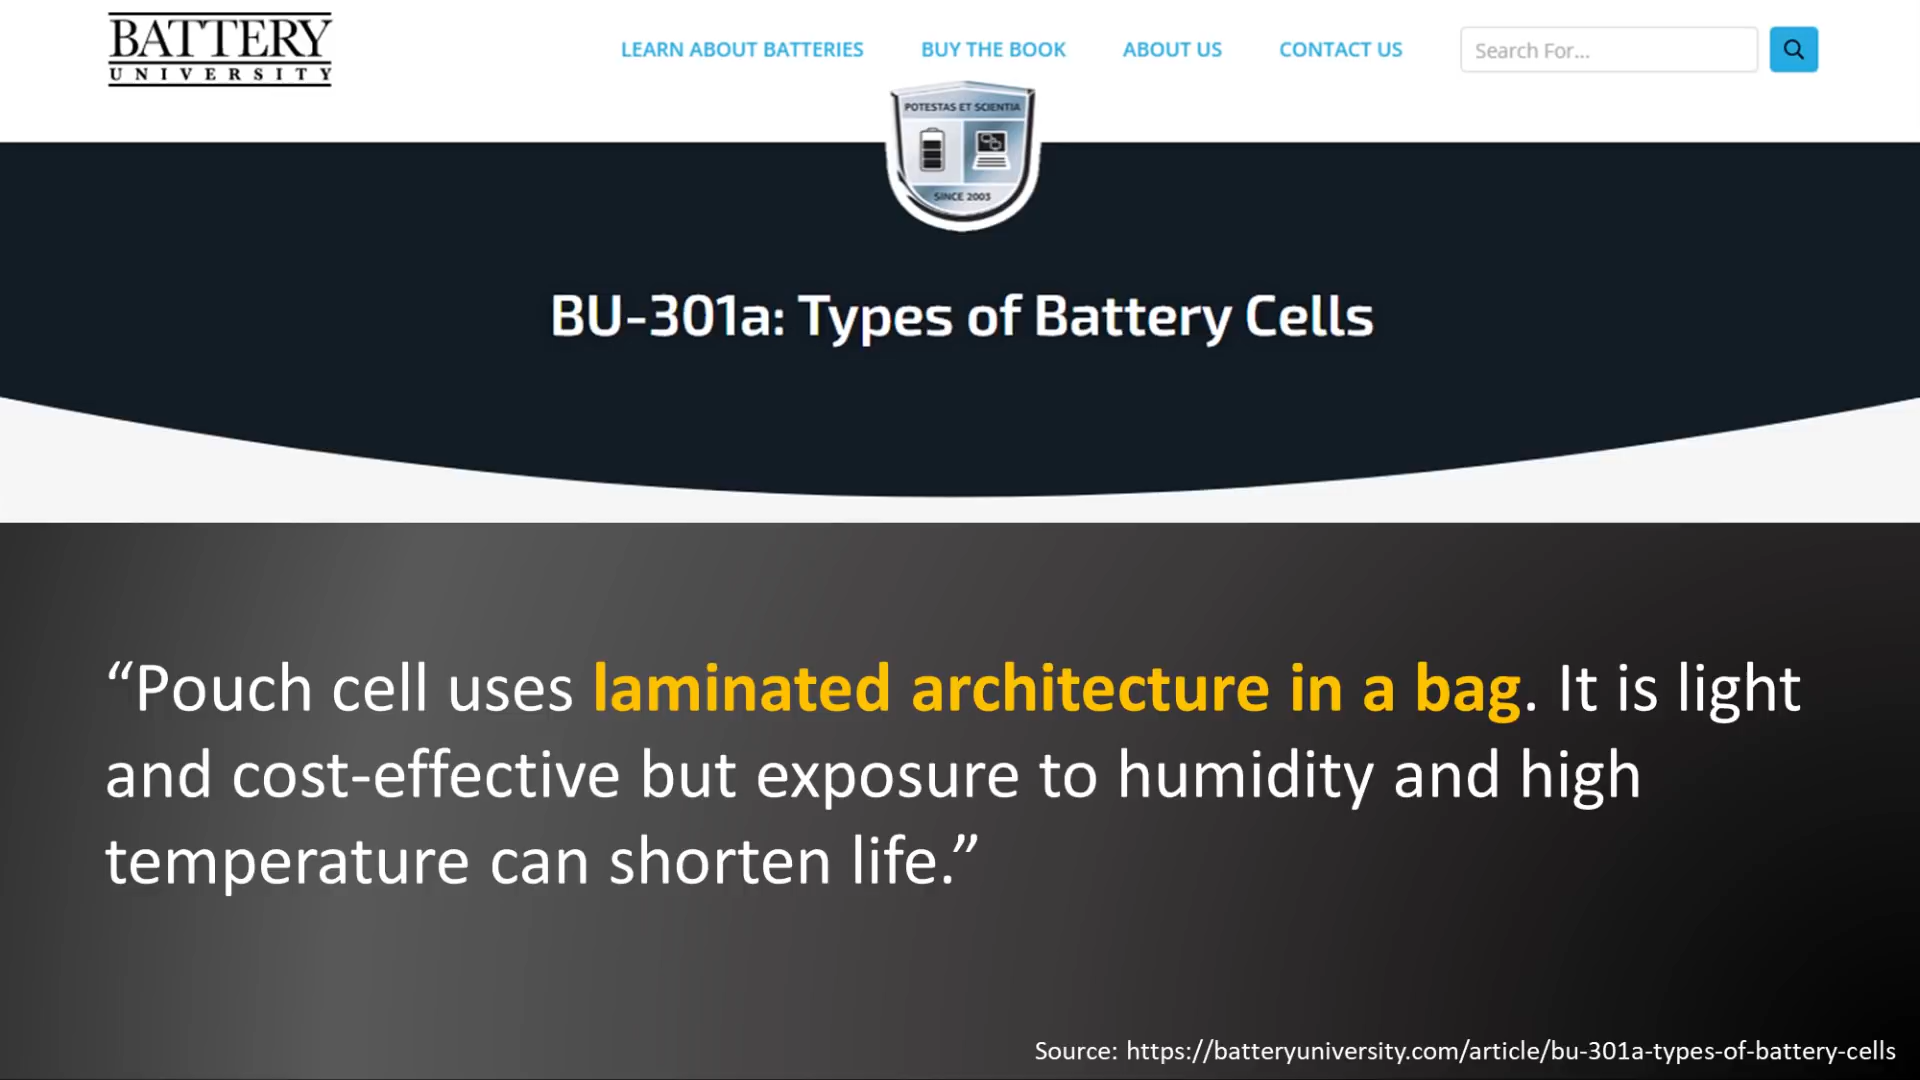 BATTERY
UNIVERSITY
LEARN ABOUT BATTERIES
BUY THE BOOK
ABOUT US
CONTACT US
Search For...
POTESTAS ET SCIENTIA
SINCE 2003
BU-301a: Types of Battery Cells
“Pouch cell uses laminated architecture in a bag. It is light
and cost-effective but exposure to humidity and high
temperature can shorten life.”
Source: https://batteryuniversity.com/article/bu-301a-types-of-battery-cells